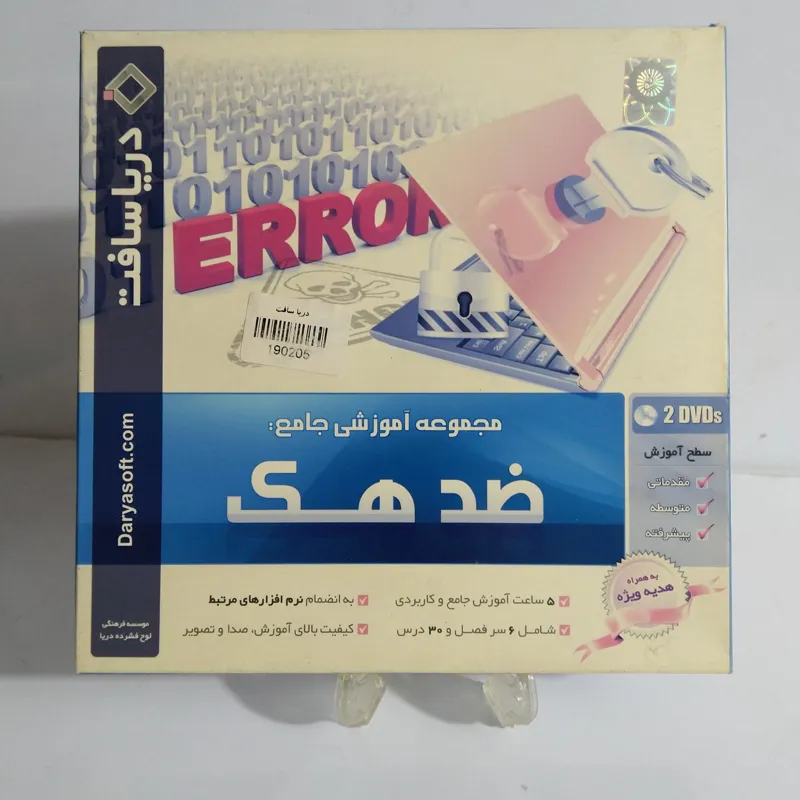 دریا سافت
Daryasoft.com
موسسه فرهنگی
لوح فشرده دریا
01010100
ERROR
دریا سافت
190205
مجموعه آموزشی جامع:
ضد هک
2 DVDs
سطح آموزش
مقدماتی
متوسطه
پیشرفته
به همراه
هدیه ویژه
۵ ساعت آموزش جامع و کاربردی
به انضمام نرم افزارهای مرتبط
شامل ۶ سر فصل و ۳۰ درس
کیفیت بالای آموزش، صدا و تصویر